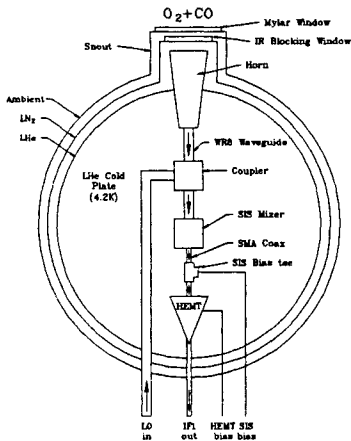 O2+CO
Mylar Window
Snout
IR Blocking Window
Horn
Ambient
LN2
WR8 Waveguide
LHe
LHe Cold
Plate
(4.2K)
Coupler
SIS Mixer
SMA Coax
SIS Bias tee
HEMT
LO
in
IF1
out
HEMT
bias
SIS
bias